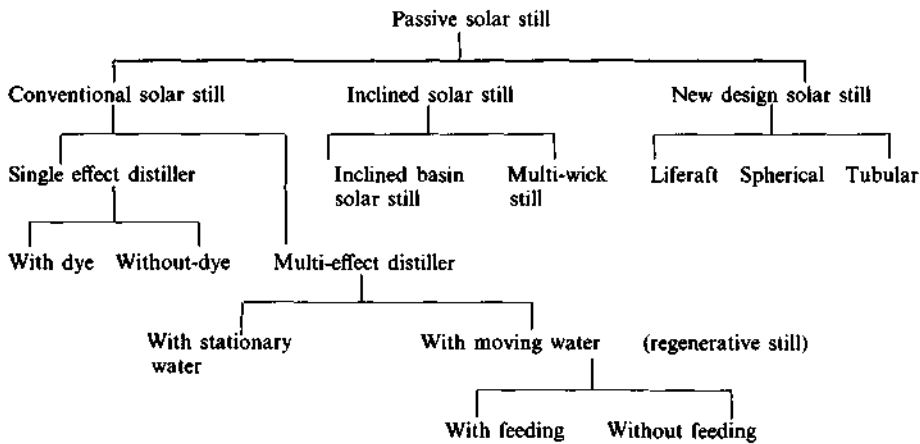 Passive solar still
Conventional solar still
Inclined solar still
New design solar still
Single effect distiller
Inclined basin
solar still
Multi-wick
still
Liferaft
Spherical
Tubular
With dye
Without-dye
Multi-effect distiller
With stationary
water
With moving water
(regenerative still)
With feeding
Without feeding